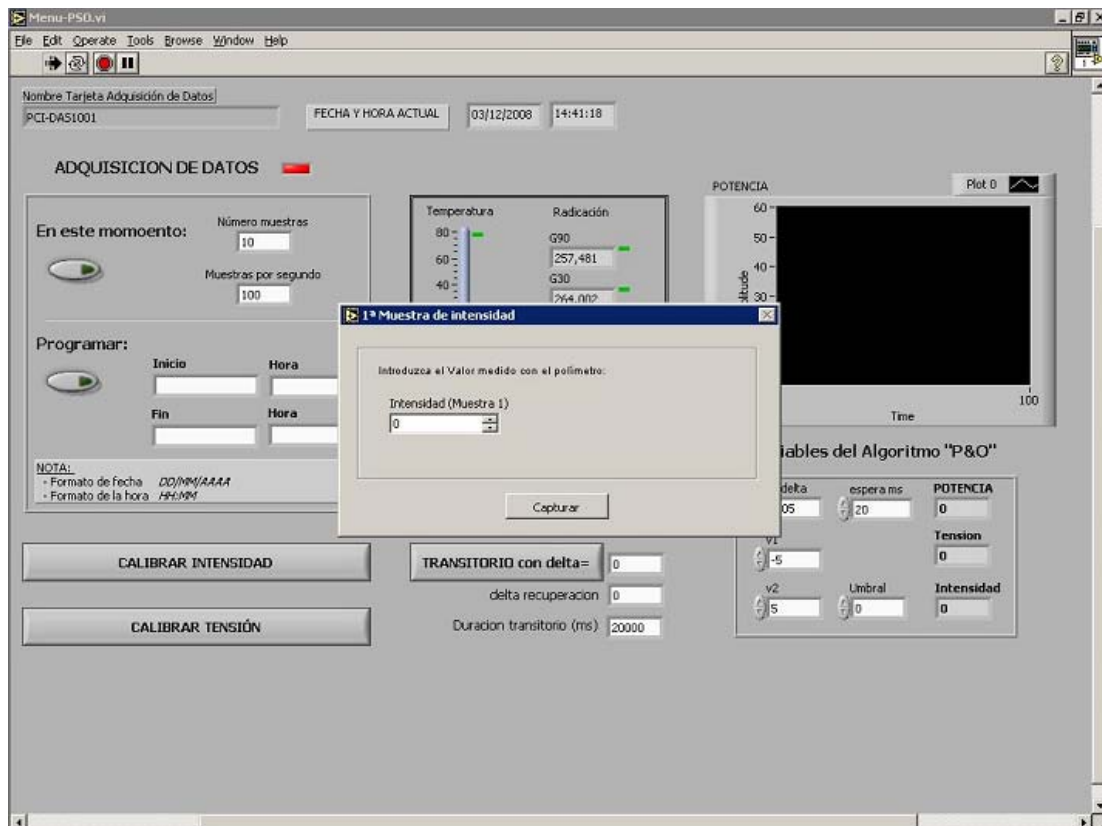 Menu-PSO.vi
File Edit Operate Tools Browse Window Help
Nombre Tarjeta Adquisición de Datos
PCI-DAS1001
FECHA Y HORA ACTUAL
03/12/2008
14:41:18
ADQUISICION DE DATOS
En este momoento:
Número muestras
10
Muestras por segundo
100
Programar:
Inicio
Hora
Fin
Hora
NOTA:
- Formato de fecha DD/MM/AAAA
- Formato de la hora HH:MM
Temperatura
80
60
40
Radicación
G90
257,481
G30
264,002
POTENCIA
Plot 0
60
50
40
30
100
Time
1ª Muestra de intensidad
Introduzca el Valor medido con el polímetro:
Intensidad (Muestra 1)
0
Capturar
CALIBRAR INTENSIDAD
CALIBRAR TENSIÓN
TRANSITORIO con delta=
0
delta recuperacion
0
Duracion transitorio (ms)
20000
del Algoritmo "P&O"
delta
05
espera ms
20
POTENCIA
0
v1
-5
Tension
0
v2
5
Umbral
0
Intensidad
0